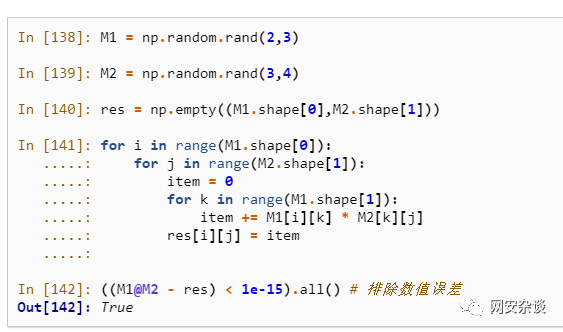 In [138]: M1 = np.random.rand(2,3)
In [139]: M2 = np.random.rand(3,4)
In [140]: res = np.empty((M1.shape[0],M2.shape[1]))
In [141]: for i in range(M1.shape[0]):
   .....:     for j in range(M2.shape[1]):
   .....:         item = 0
   .....:         for k in range(M1.shape[1]):
   .....:             item += M1[i][k] * M2[k][j]
   .....:         res[i][j] = item
   .....:
In [142]: ((M1@M2 - res) < 1e-15).all() # 排除数值误差
Out[142]: True
网安杂谈